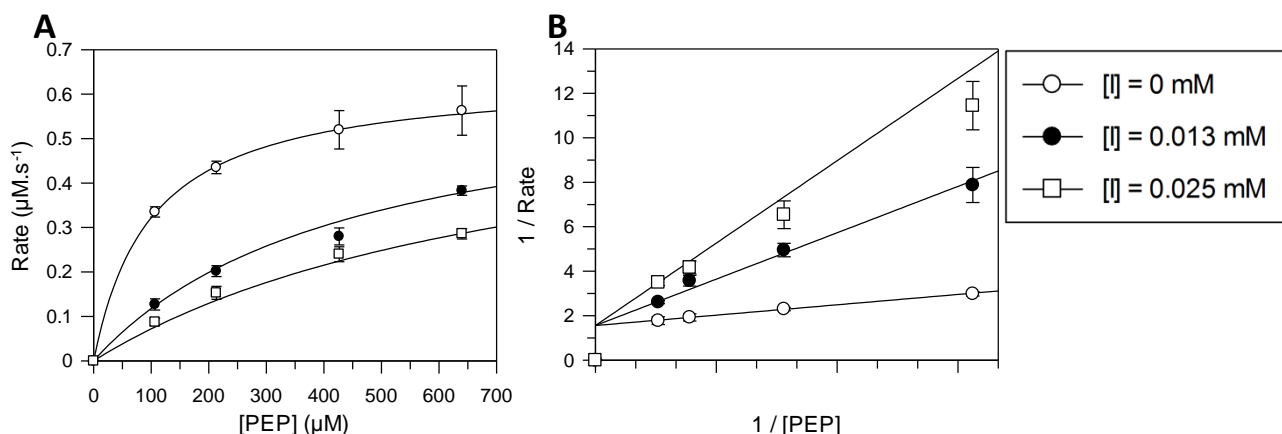 A
0.7
0.6
0.5
0.4
0.3
0.2
0.1
0
Rate (µM.s⁻¹)
0 100 200 300 400 500 600 700
[PEP] (µM)
B
14
12
10
8
6
4
2
0
1 / Rate
1 / [PEP]
[I] = 0 mM
[I] = 0.013 mM
[I] = 0.025 mM